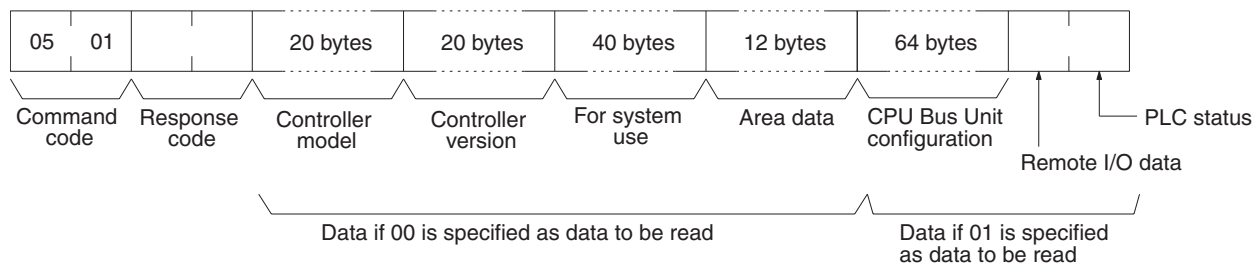 05 01 20 bytes 20 bytes 40 bytes 12 bytes 64 bytes
Command code
Response code
Controller model
Controller version
For system use
Area data
CPU Bus Unit configuration
PLC status
Remote I/O data
Data if 00 is specified as data to be read
Data if 01 is specified
as data to be read